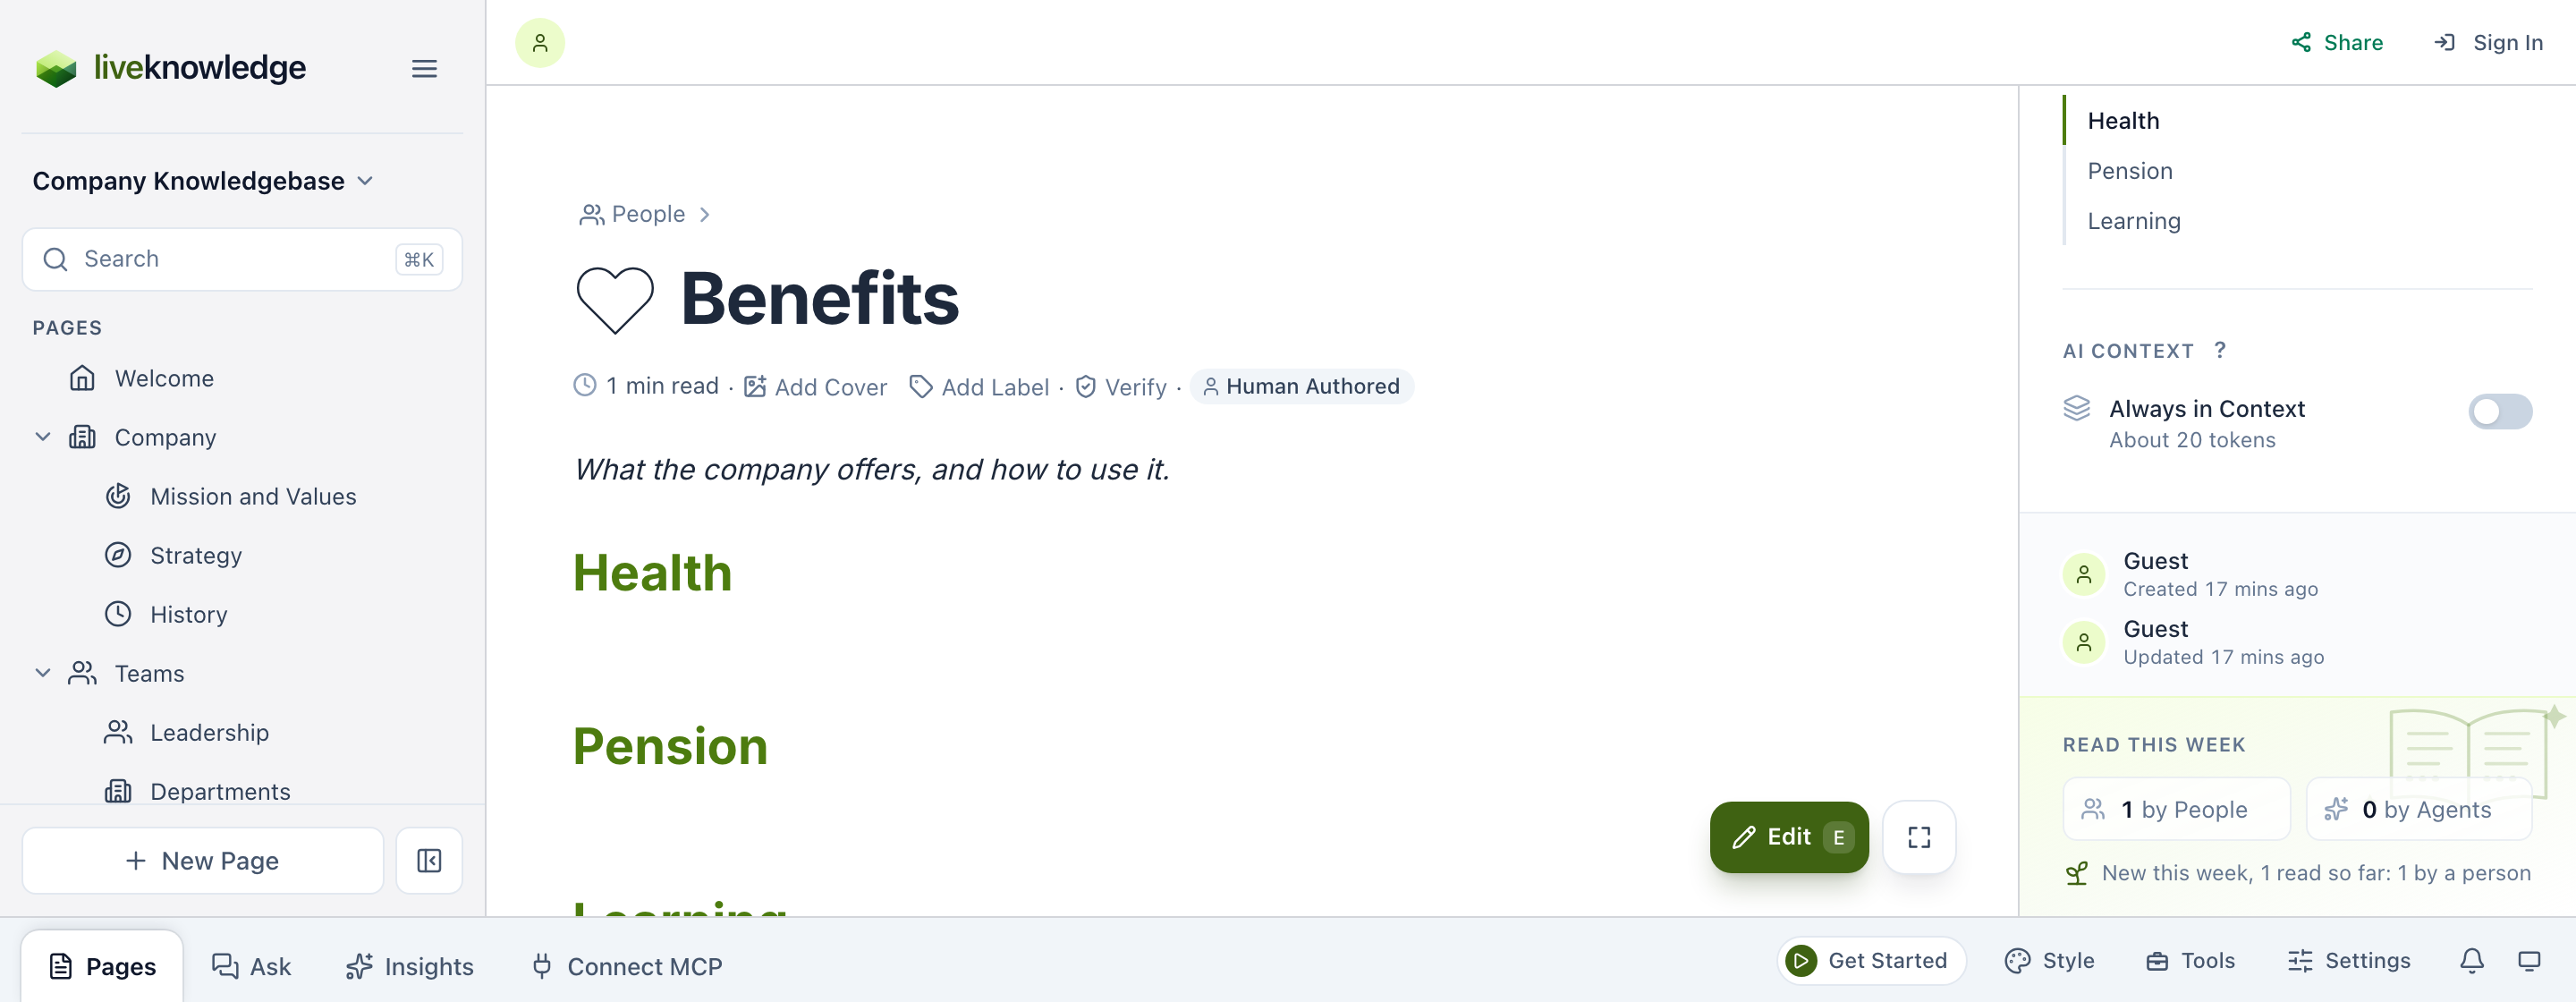 liveknowledge
Company Knowledgebase
Search
⌘K
PAGES
Welcome
Company
Mission and Values
Strategy
History
Teams
Leadership
Departments
New Page
Share
Sign In
People
Benefits
1 min read · Add Cover Add Label · Verify · Human Authored
What the company offers, and how to use it.
Health
Pension
Learning
Edit E
Health
Pension
Learning
AI CONTEXT ?
Always in Context
About 20 tokens
Guest
Created 17 mins ago
Guest
Updated 17 mins ago
READ THIS WEEK
1 by People
0 by Agents
New this week, 1 read so far: 1 by a person
Pages
Ask
Insights
Connect MCP
Get Started
Style
Tools
Settings